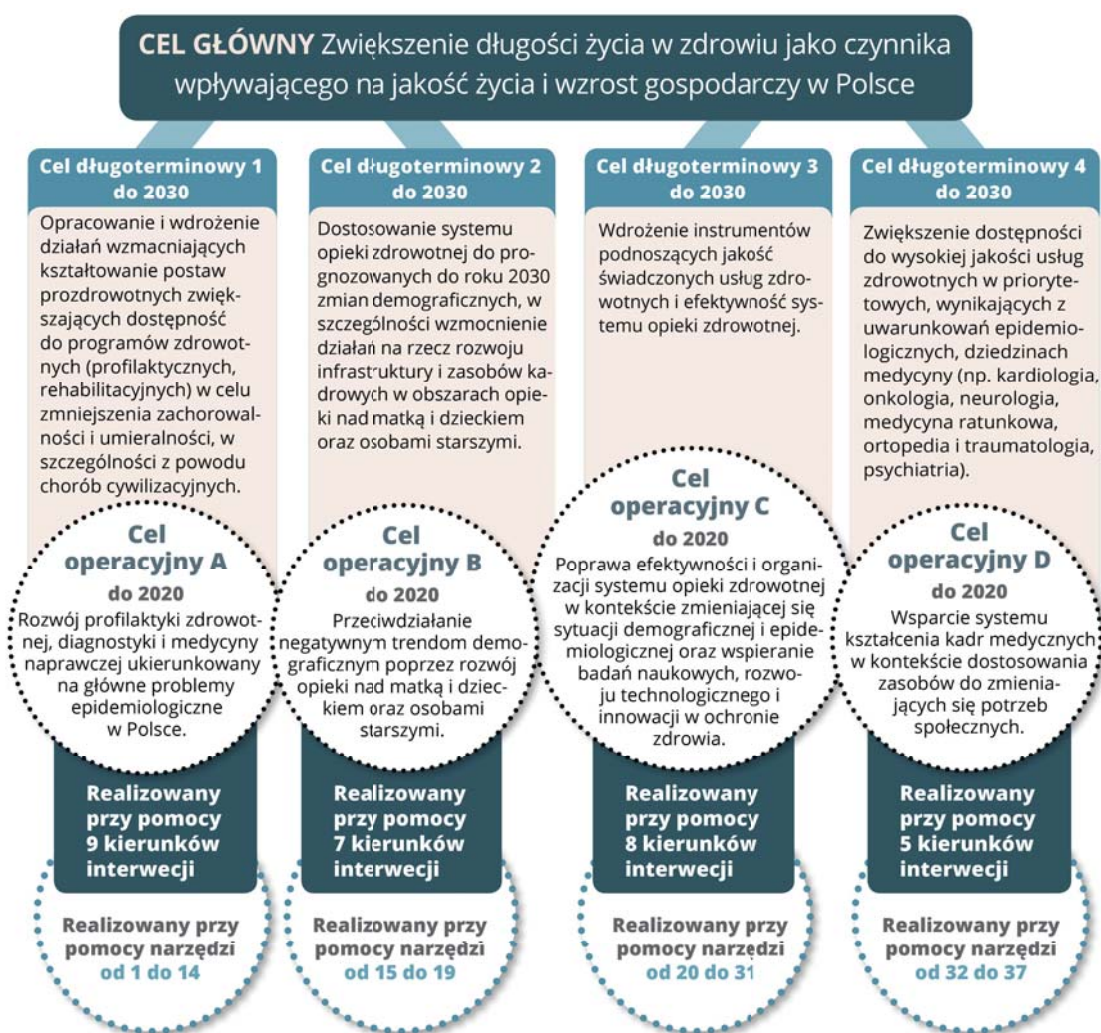 CEL GŁÓWNY Zwiększenie długości życia w zdrowiu jako czynnika
wpływającego na jakość życia i wzrost gospodarczy w Polsce
Cel długoterminowy 1
do 2030
Opracowanie i wdrożenie
działań wzmacniających
kształtowanie postaw
prozdrowotnych zwięk-
szających dostępność
do programów zdrowot-
nych (profilaktycznych,
rehabilitacyjnych) w celu
zmniejszenia zachorowal-
ności i umieralności, w
szczególności z powodu
chorób cywilizacyjnych.
Cel
operacyjny A
do 2020
Rozwój profilaktyki zdrowot-
nej, diagnostyki i medycyny
naprawczej ukierunkowany
na główne problemy
epidemiologiczne
w Polsce.
Realizowany
przy pomocy
9 kierunków
interwecji
Realizowany przy
pomocy narzędzi
od 1 do 14
Cel długoterminowy 2
do 2030
Dostosowanie systemu
opieki zdrowotnej do pro-
gnozowanych do roku 2030
zmian demograficznych, w
szczególności wzmocnienie
działań na rzecz rozwoju
infrastruktury i zasobów ka-
drowych w obszarach opie-
ki nad matką i dzieckiem
oraz osobami starszymi.
Cel
operacyjny B
do 2020
Przeciwdziałanie
negatywnym trendom demo-
graficznym poprzez rozwój
opieki nad matką i dziec-
kiem oraz osobami
starszymi.
Realizowany
przy pomocy
7 kierunków
interwecji
Realizowany przy
pomocy narzędzi
od 15 do 19
Cel długoterminowy 3
do 2030
Wdrożenie instrumentów
podnoszących jakość
świadczonych usług zdro-
wotnych i efektywność sys-
temu opieki zdrowotnej.
Cel
operacyjny C
do 2020
Poprawa efektywności i organi-
zacji systemu opieki zdrowotnej
w kontekście zmieniającej się
sytuacji demograficznej i epide-
miologicznej oraz wspieranie
badań naukowych, rozwo-
ju technologicznego i
innowacji w ochronie
zdrowia.
Realizowany
przy pomocy
8 kierunków
interwecji
Realizowany przy
pomocy narzędzi
od 20 do 31
Cel długoterminowy 4
do 2030
Zwiększenie dostępności
do wysokiej jakości usług
zdrowotnych w prioryte-
towych, wynikających z
uwarunkowań epidemio-
logicznych, dziedzinach
medycyny (np. kardiologia,
onkologia, neurologia,
medycyna ratunkowa,
ortopedia i traumatologia,
psychiatria).
Cel
operacyjny D
do 2020
Wsparcie systemu
kształcenia kadr medycznych
w kontekście dostosowania
zasobów do zmienia-
jących się potrzeb
społecznych.
Realizowany
przy pomocy
5 kierunków
interwecji
Realizowany przy
pomocy narzędzi
od 32 do 37